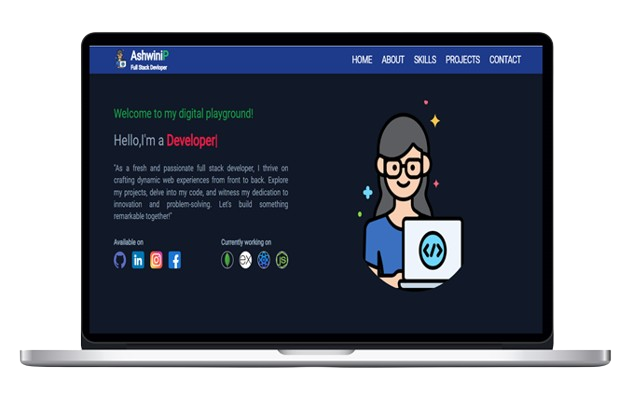 AshwiniP
Full Stack Devloper
HOME ABOUT SKILLS PROJECTS CONTACT
Welcome to my digital playground!
Hello,I'm a Developer|
"As a fresh and passionate full stack developer, I thrive on
crafting dynamic web experiences from front to back. Explore
my projects, delve into my code, and witness my dedication to
innovation and problem-solving. Let's build something
remarkable together!"
Available on
Currently working on
in
f
ex
JS
</>